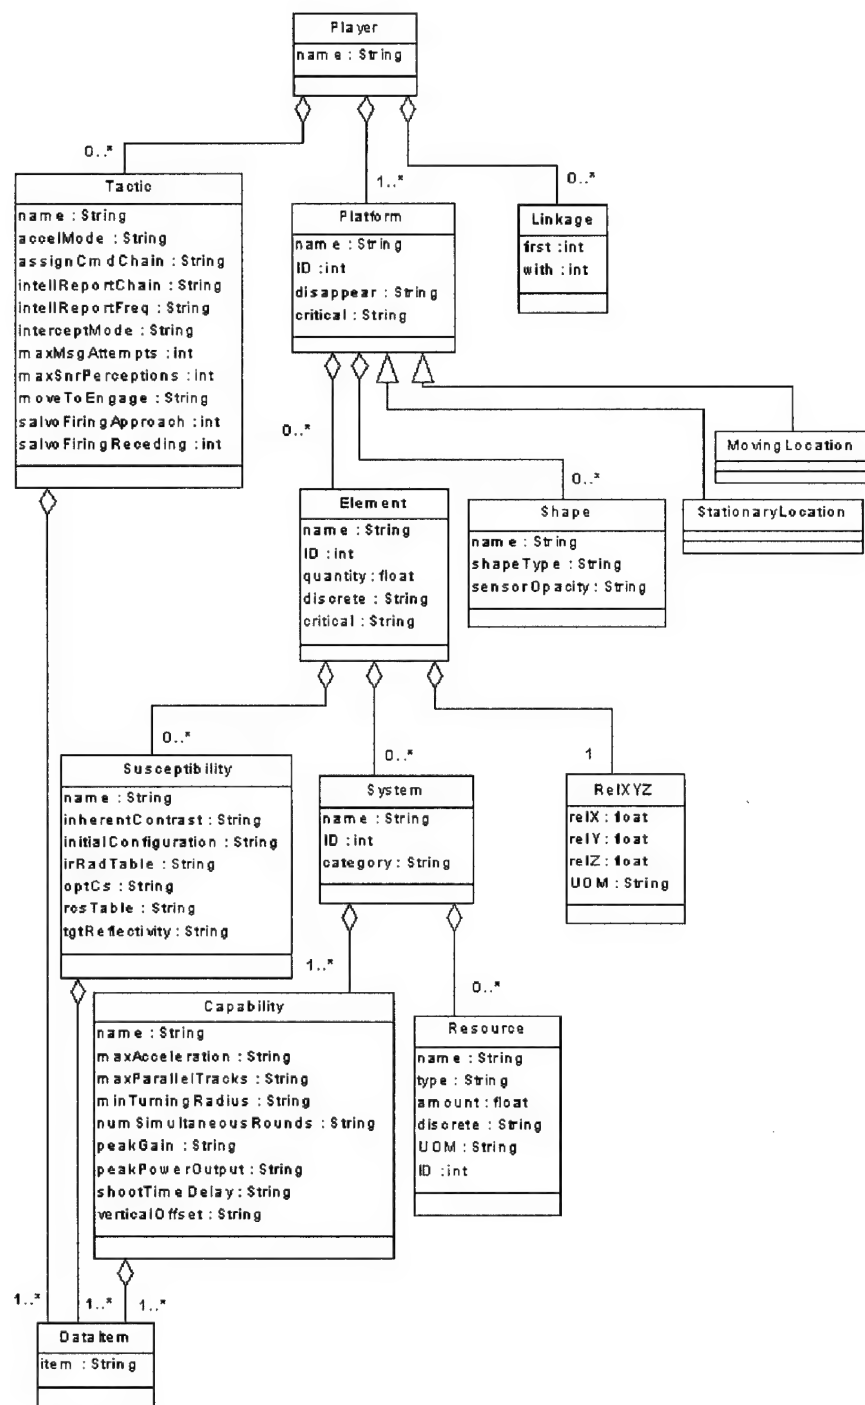 Player
name : String
0..*
1..*
0..*
Tactic
name : String
accelMode : String
assignCmdChain : String
intellReportChain : String
intellReportFreq : String
interceptMode : String
maxMsgAttempts : int
maxSnrPerceptions : int
moveToEngage : String
salvoFiringApproach : int
salvoFiringReceding : int
Platform
name : String
ID : int
disappear : String
critical : String
Linkage
first : int
with : int
MovingLocation
StationaryLocation
0..*
0..*
Element
name : String
ID : int
quantity : float
discrete : String
critical : String
Shape
name : String
shapeType : String
sensorOpacity : String
0..*
0..*
1
Susceptibility
name : String
inherentContrast : String
initialConfiguration : String
irRadTable : String
optCs : String
rcsTable : String
tgtReflectivity : String
System
name : String
ID : int
category : String
RelXYZ
relX : float
relY : float
relZ : float
UOM : String
1..*
0..*
Capability
name : String
maxAcceleration : String
maxParallelTracks : String
minTurningRadius : String
numSimultaneousRounds : String
peakGain : String
peakPowerOutput : String
shootTimeDelay : String
verticalOffset : String
Resource
name : String
type : String
amount : float
discrete : String
UOM : String
ID : int
1..*
1..*
1..*
DataItem
item : String